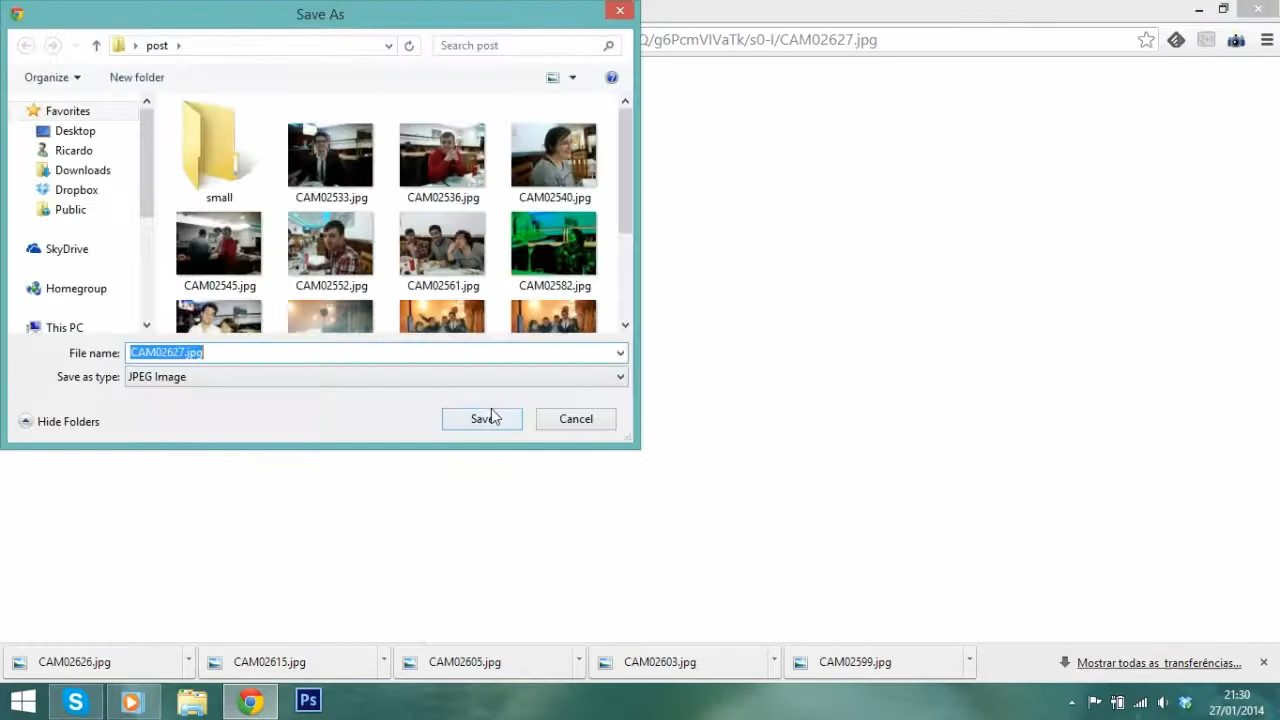 Save As
Q/g6PcmVIVaTk/s0-I/CAM02627.jpg
post
Search post
Organize
New folder
Favorites
Desktop
Ricardo
Downloads
Dropbox
Public
SkyDrive
Homegroup
This PC
small
CAM02533.jpg
CAM02536.jpg
CAM02540.jpg
CAM02545.jpg
CAM02552.jpg
CAM02561.jpg
CAM02582.jpg
File name: CAM02627.jpg
Save as type: JPEG Image
Hide Folders
Save
Cancel
CAM02626.jpg
CAM02615.jpg
CAM02605.jpg
CAM02603.jpg
CAM02599.jpg
Mostrar todas as transferências...
Ps
21:30
27/01/2014